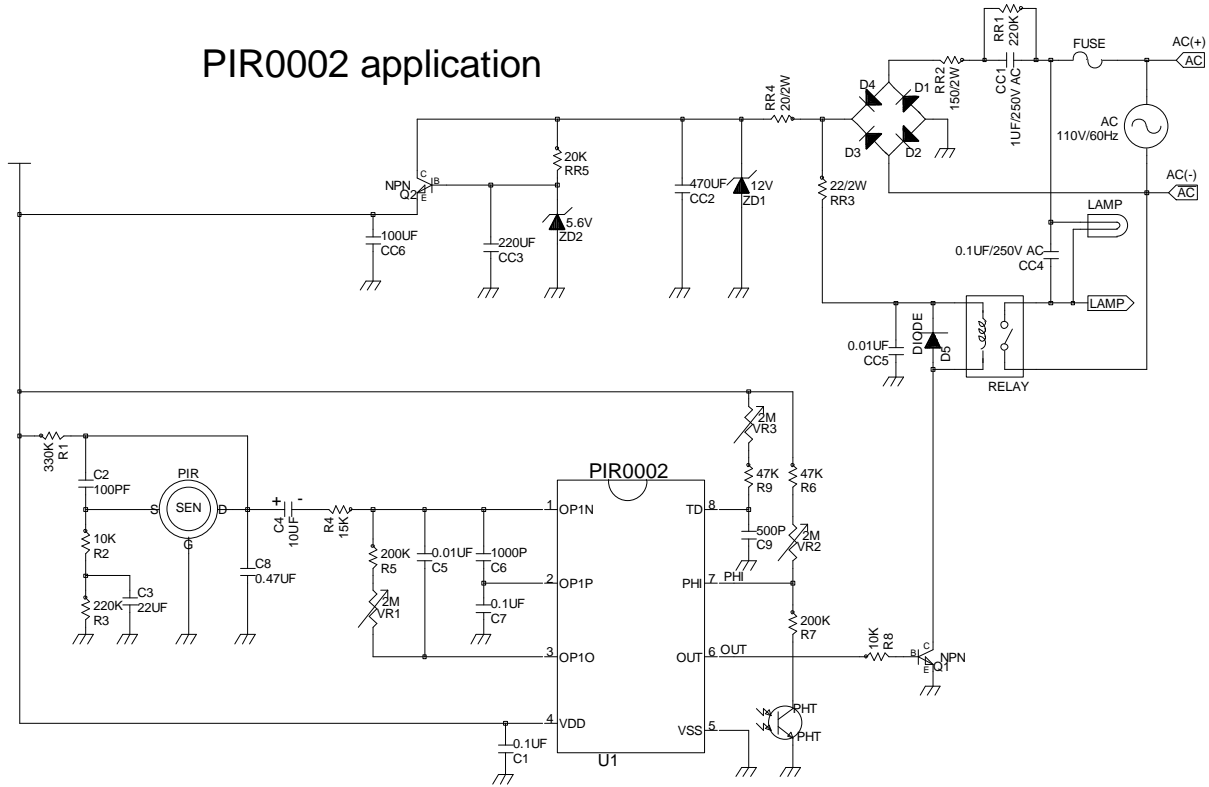 PIR0002 application
RR1
220K
FUSE
AC(+)
AC
CC1
1UF/250V AC
RR2
150/2W
RR4
20/2W
D4
D1
D3
D2
AC
110V/60Hz
AC(-)
AC
20K
RR5
NPN
Q2
C
B
E
470UF
CC2
12V
ZD1
22/2W
RR3
5.6V
ZD2
100UF
CC6
220UF
CC3
LAMP
0.1UF/250V AC
CC4
LAMP
0.01UF
CC5
DIODE
D5
RELAY
2M
VR3
330K
R1
C2
100PF
PIR
SEN
S
D
G
+
-
C4
10UF
R4
15K
PIR0002
47K
R9
47K
R6
1
OP1N
TD
8
500P
C9
2M
VR2
10K
R2
C8
0.47UF
200K
R5
0.01UF
C5
1000P
C6
2
OP1P
PHI
7
PHI
C3
22UF
220K
R3
2M
VR1
0.1UF
C7
200K
R7
3
OP1O
OUT
6
OUT
10K
R8
B
C
E
NPN
Q1
4
VDD
VSS
5
PHT
PHT
0.1UF
C1
U1